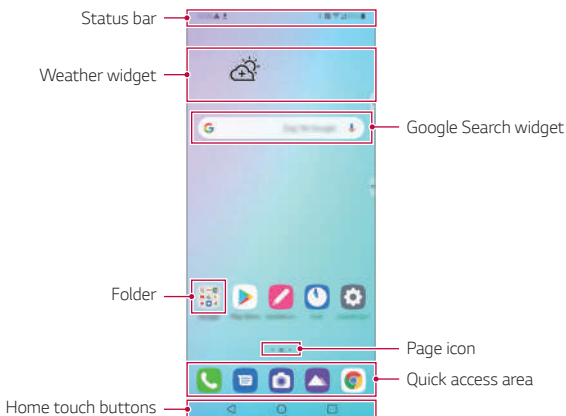 Status bar
Weather widget
Google Search widget
Folder
Page icon
Quick access area
Home touch buttons